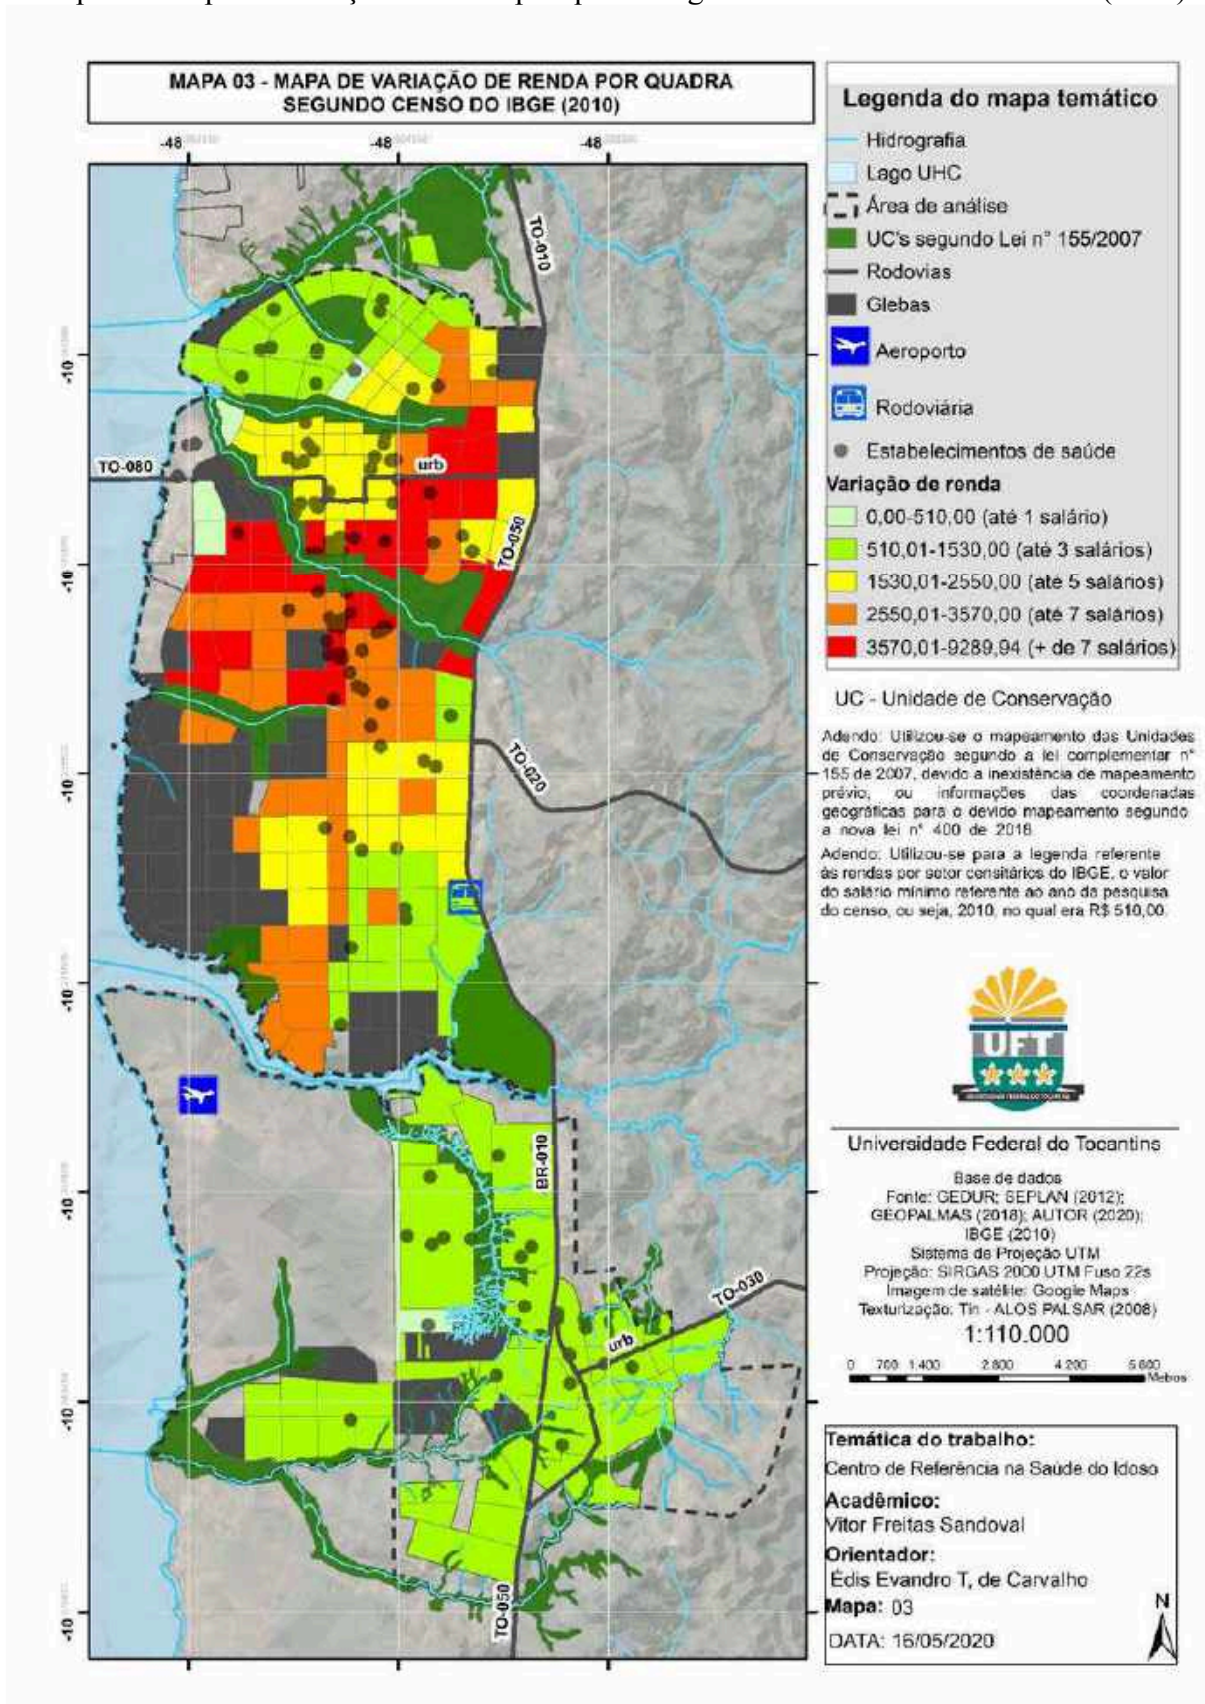 MAPA 03 - MAPA DE VARIAÇÃO DE RENDA POR QUADRA
SEGUNDO CENSO DO IBGE (2010)
-48
-48
-48
-10
-10
-10
-10
-10
-10
-10
TO-010
TO-080
urb
TO-050
TO-020
BR-010
TO-030
urb
TO-050
Legenda do mapa temático
Hidrografia
Lago UHC
Área de análise
UC's segundo Lei n° 155/2007
Rodovias
Glebas
Aeroporto
Rodoviária
Estabelecimentos de saúde
Variação de renda
0,00-510,00 (até 1 salário)
510,01-1530,00 (até 3 salários)
1530,01-2550,00 (até 5 salários)
2550,01-3570,00 (até 7 salários)
3570,01-9289,94 (+ de 7 salários)
UC - Unidade de Conservação
Adendo: Utilizou-se o mapeamento das Unidades
de Conservação segundo a lei complementar n°
155 de 2007, devido a inexistência de mapeamento
prévio, ou informações das coordenadas
geográficas para o devido mapeamento segundo
a nova lei n° 400 de 2018
Adendo: Utilizou-se para a legenda referente
às rendas por setor censitários do IBGE, o valor
do salário mínimo referente ao ano da pesquisa
do censo, ou seja, 2010, no qual era R$ 510,00.
UFT
Universidade Federal do Tocantins
Base de dados
Fonte: GEDUR; SEPLAN (2012);
GEOPALMAS (2018); AUTOR (2020);
IBGE (2010)
Sistema de Projeção UTM
Projeção: SIRGAS 2000 UTM Fuso 22s
Imagem de satélite: Google Maps
Texturização: Tin - ALOS PALSAR (2008)
1:110.000
0 700 1.400 2.800 4.200 5.600
Metros
Temática do trabalho:
Centro de Referência na Saúde do Idoso
Acadêmico:
Vitor Freitas Sandoval
Orientador:
Édis Evandro T, de Carvalho
Mapa: 03
DATA: 16/05/2020
N